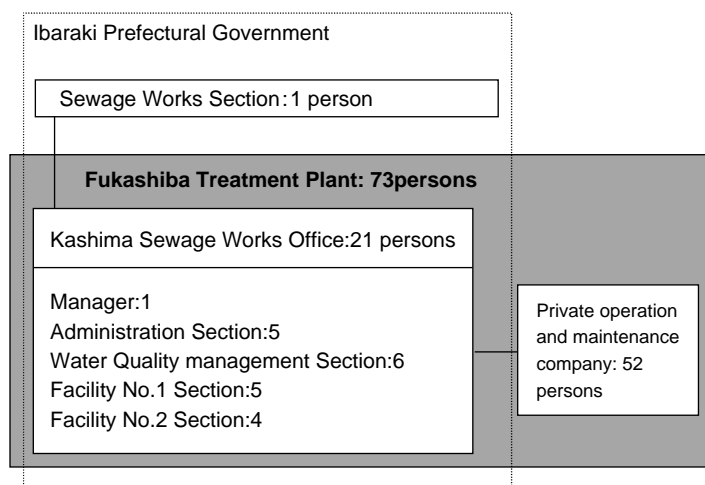 Ibaraki Prefectural Government
Sewage Works Section:1 person
Fukashiba Treatment Plant: 73persons
Kashima Sewage Works Office:21 persons
Manager:1
Administration Section:5
Water Quality management Section:6
Facility No.1 Section:5
Facility No.2 Section:4
Private operation
and maintenance
company: 52
persons